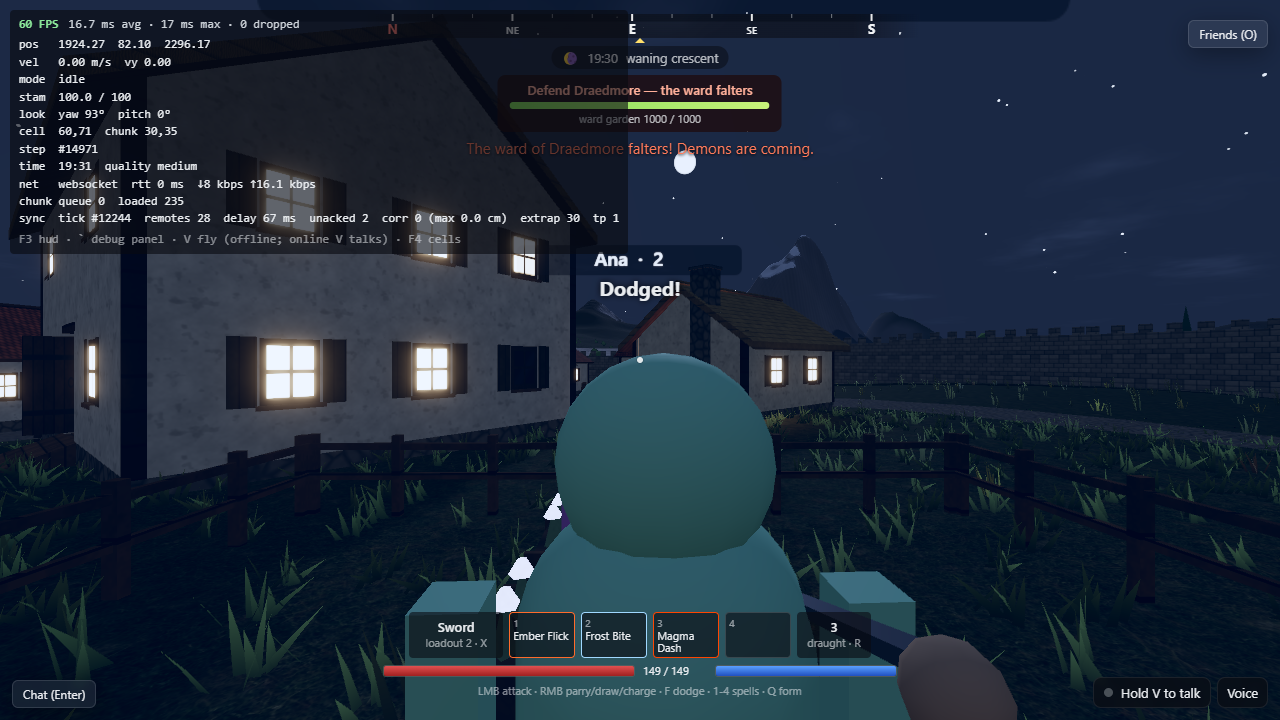 60 FPS 16.7 ms avg · 17 ms max · 0 dropped
pos 1924.27 82.10 2296.17
vel 0.00 m/s vy 0.00
mode idle
stam 100.0 / 100
look yaw 93° pitch 0°
cell 60,71 chunk 30,35
step #14971
time 19:31 quality medium
net websocket rtt 0 ms ↓8 kbps ↑16.1 kbps
chunk queue 0 loaded 235
sync tick #12244 remotes 28 delay 67 ms unacked 2 corr 0 (max 0.0 cm) extrap 30 tp 1
F3 hud · ` debug panel · V fly (offline; online V talks) · F4 cells
N NE E SE S
19:30 waning crescent
Defend Draedmore — the ward falters
ward garden 1000 / 1000
The ward of Draedmore falters! Demons are coming.
Friends (O)
Ana · 2
Dodged!
Sword
loadout 2 · X
1 Ember Flick
2 Frost Bite
3 Magma Dash
4
3
draught · R
149 / 149
LMB attack · RMB parry/draw/charge · F dodge · 1-4 spells · Q form
Chat (Enter)
Hold V to talk
Voice